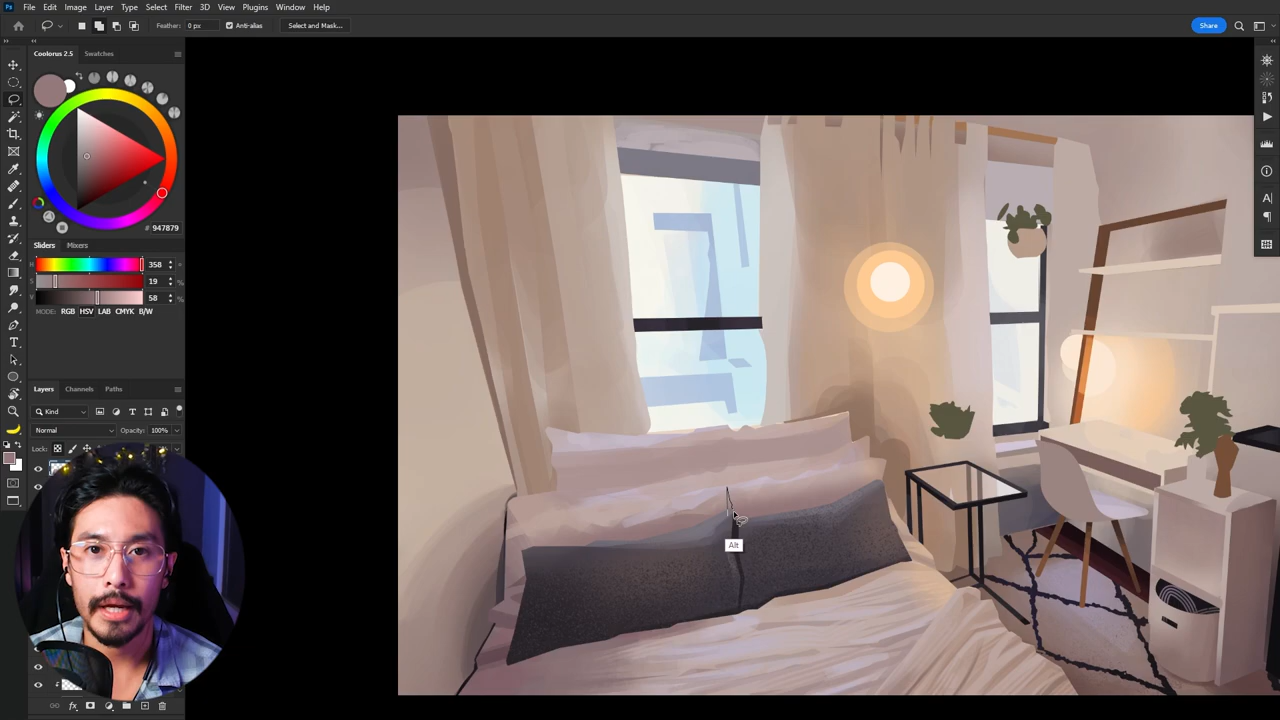 Ps File Edit Image Layer Type Select Filter 3D View Plugins Window Help
Feather: 0 px Anti-alias Select and Mask... Share
Coolorus 2.5 Swatches
# 947879
Sliders Mixers
H 358 °
S 19 %
V 58 %
MODE: RGB HSV LAB CMYK B/W
Layers Channels Paths
Kind
Normal Opacity: 100%
Lock:
Alt
fx